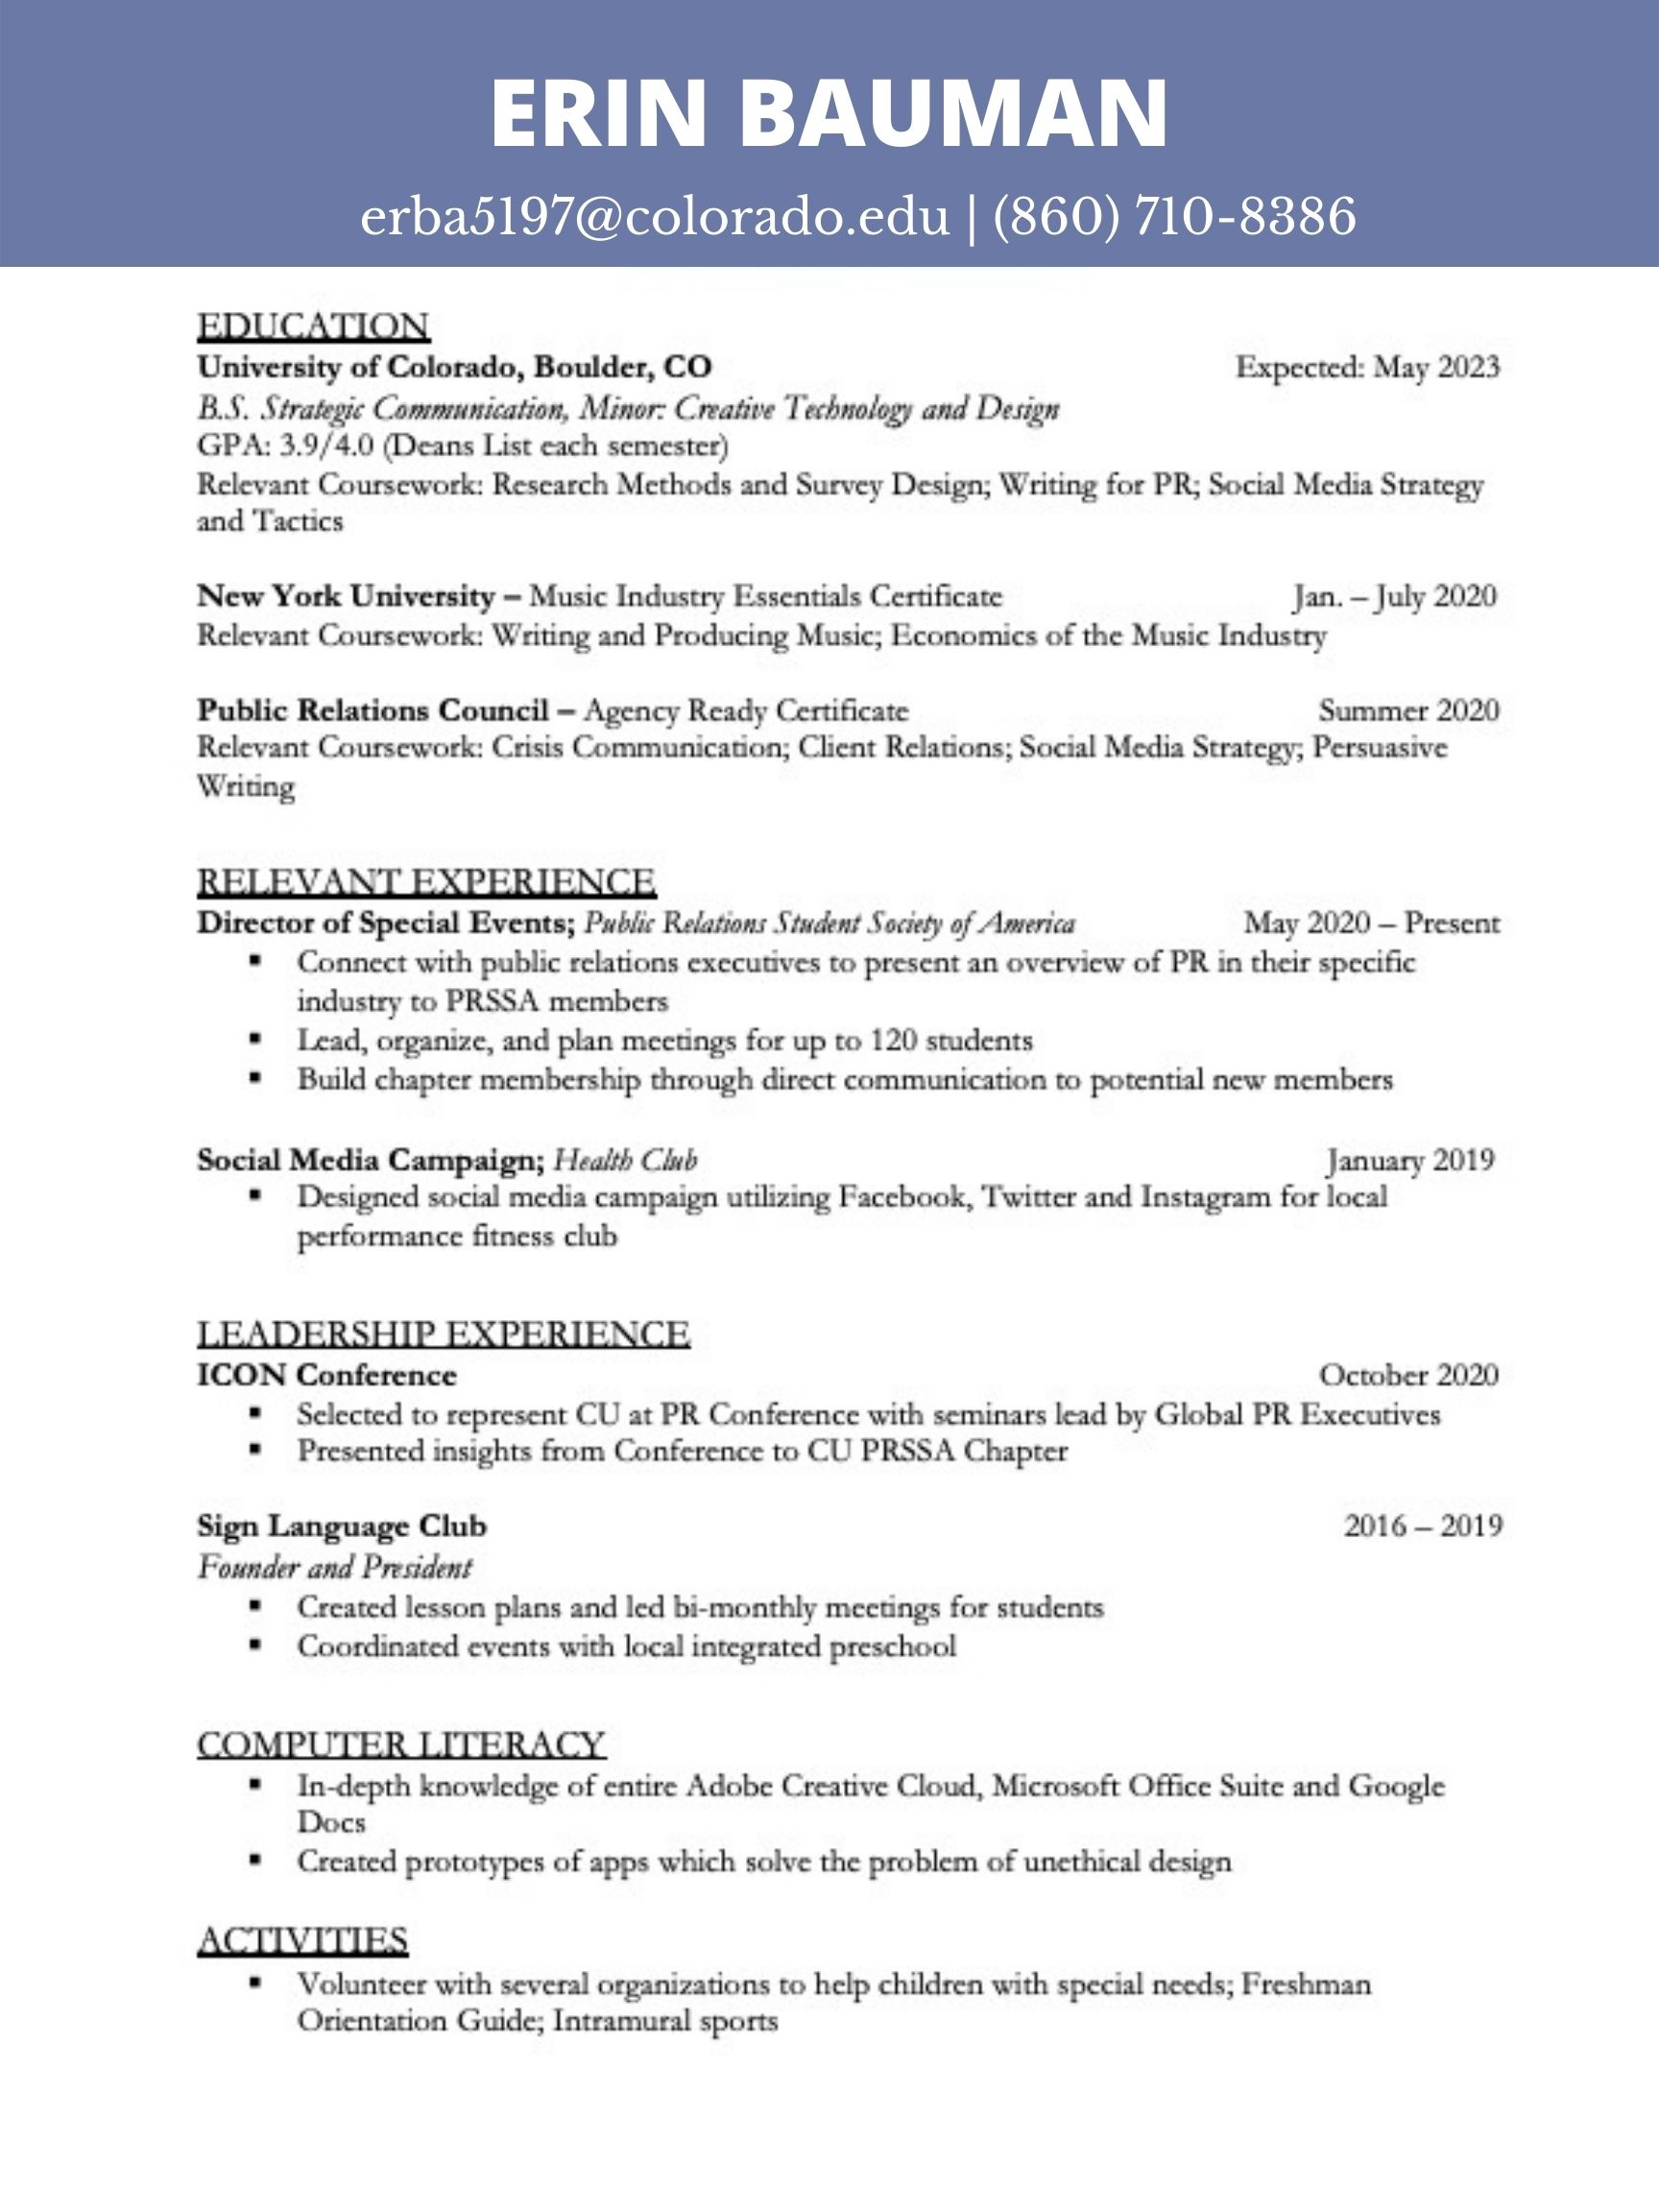 ERIN BAUMAN
erba5197@colorado.edu | (860) 710-8386
EDUCATION
University of Colorado, Boulder, CO Expected: May 2023
B.S. Strategic Communication, Minor: Creative Technology and Design
GPA: 3.9/4.0 (Deans List each semester)
Relevant Coursework: Research Methods and Survey Design; Writing for PR; Social Media Strategy
and Tactics
New York University – Music Industry Essentials Certificate Jan. – July 2020
Relevant Coursework: Writing and Producing Music; Economics of the Music Industry
Public Relations Council – Agency Ready Certificate Summer 2020
Relevant Coursework: Crisis Communication; Client Relations; Social Media Strategy; Persuasive
Writing
RELEVANT EXPERIENCE
Director of Special Events; Public Relations Student Society of America May 2020 – Present
▪ Connect with public relations executives to present an overview of PR in their specific
industry to PRSSA members
▪ Lead, organize, and plan meetings for up to 120 students
▪ Build chapter membership through direct communication to potential new members
Social Media Campaign; Health Club January 2019
▪ Designed social media campaign utilizing Facebook, Twitter and Instagram for local
performance fitness club
LEADERSHIP EXPERIENCE
ICON Conference October 2020
▪ Selected to represent CU at PR Conference with seminars lead by Global PR Executives
▪ Presented insights from Conference to CU PRSSA Chapter
Sign Language Club 2016 – 2019
Founder and President
▪ Created lesson plans and led bi-monthly meetings for students
▪ Coordinated events with local integrated preschool
COMPUTER LITERACY
▪ In-depth knowledge of entire Adobe Creative Cloud, Microsoft Office Suite and Google
Docs
▪ Created prototypes of apps which solve the problem of unethical design
ACTIVITIES
▪ Volunteer with several organizations to help children with special needs; Freshman
Orientation Guide; Intramural sports